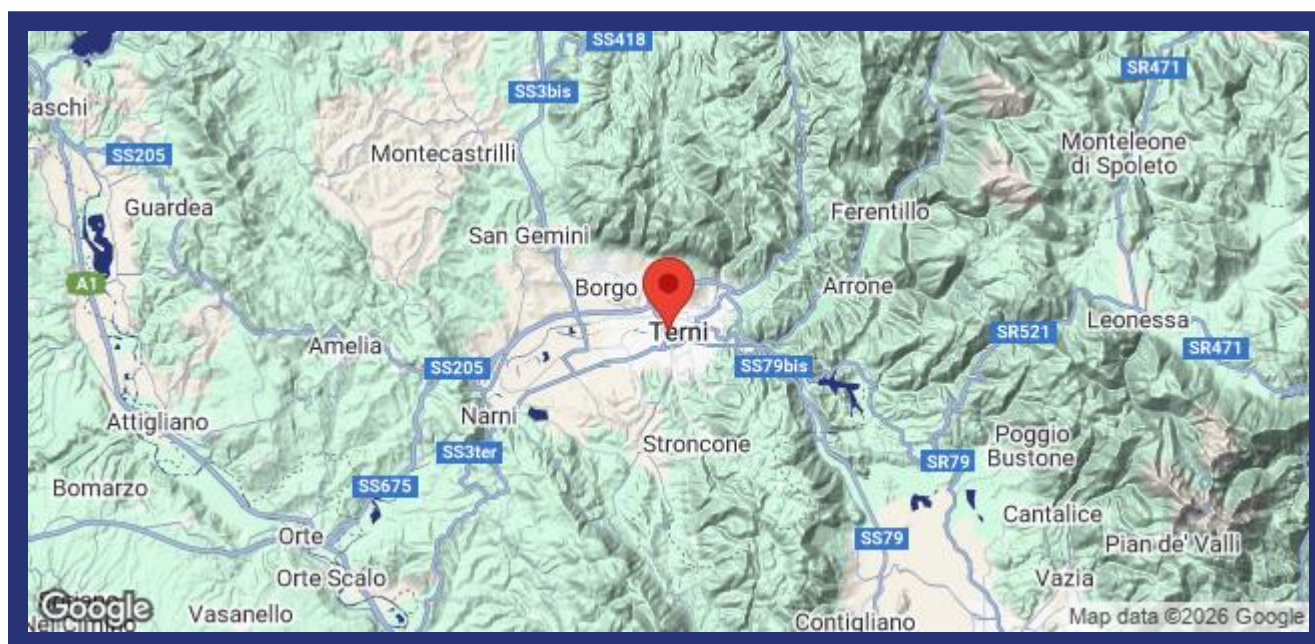 SS418
SR471
SS3bis
Baschi
SS205
Montecastrilli
Monteleone
di Spoleto
Guardea
Ferentillo
San Gemini
A1
Borgo
Arrone
Terni
Leonessa
SR521
Amelia
SR471
SS205
SS79bis
Attigliano
Narni
Stroncone
Poggio
Bustone
SS3ter
SR79
Bomarzo
SS675
Cantalice
Orte
SS79
Pian de' Valli
Orte Scalo
Vazia
Google
Vasanello
Contigliano
Map data ©2026 Google